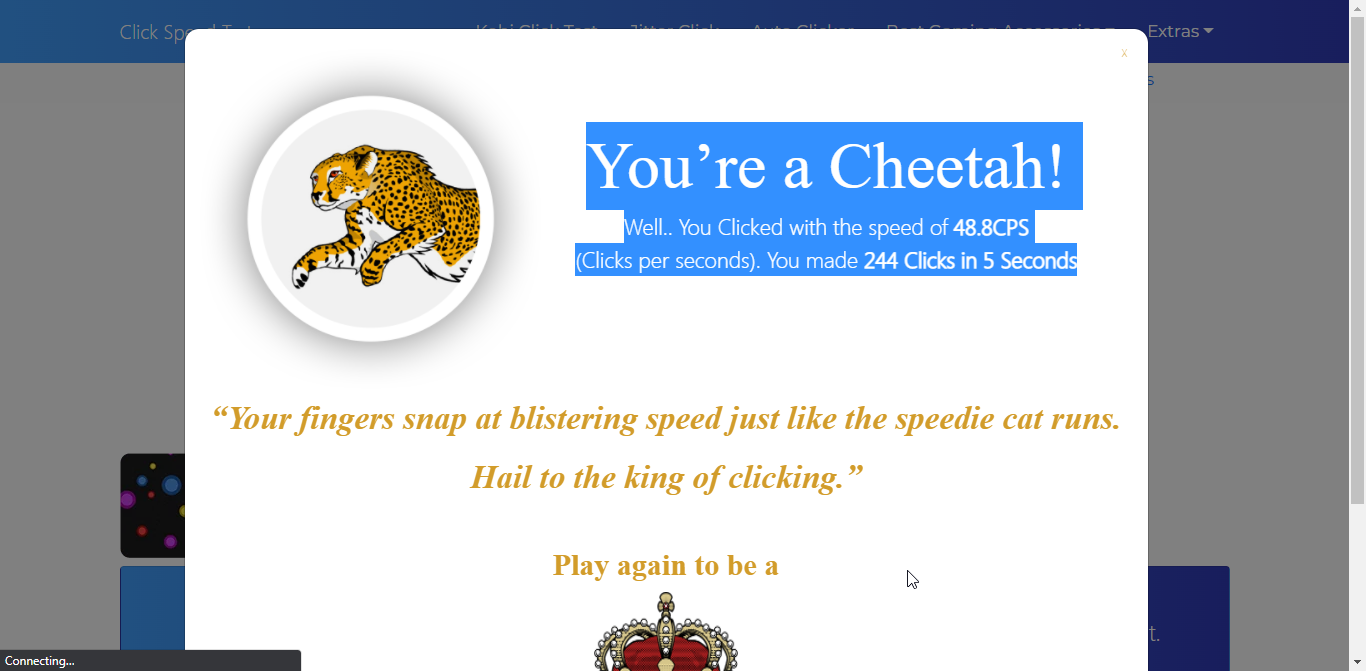 Click Speed Test
Kohi Click Test Jitter Click Auto Clicker Best Gaming Accessories Extras
x
s
You’re a Cheetah!
Well.. You Clicked with the speed of 48.8CPS
(Clicks per seconds). You made 244 Clicks in 5 Seconds
“Your fingers snap at blistering speed just like the speedie cat runs.
Hail to the king of clicking.”
Play again to be a
t.
Connecting...